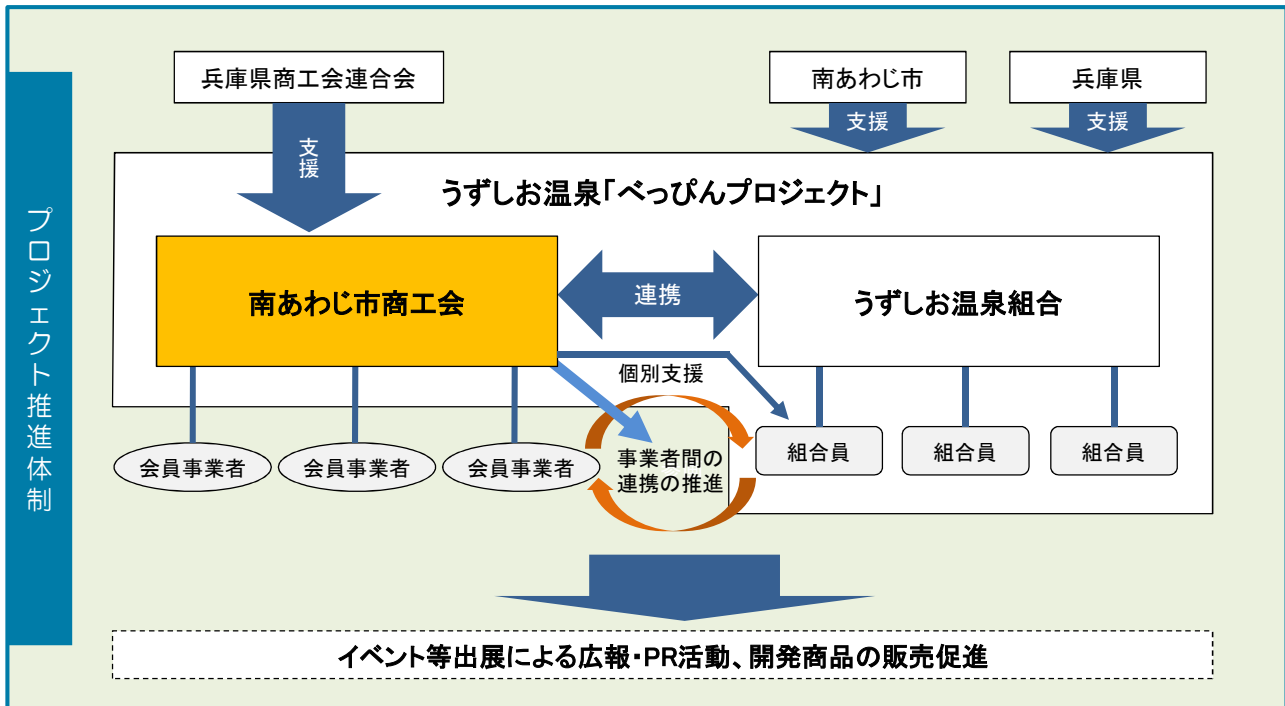 プロジェクト推進体制
兵庫県商工会連合会
南あわじ市
兵庫県
支援
支援
支援
うずしお温泉「べっぴんプロジェクト」
南あわじ市商工会
連携
うずしお温泉組合
個別支援
会員事業者
会員事業者
会員事業者
事業者間の
連携の推進
組合員
組合員
組合員
イベント等出展による広報・PR活動、開発商品の販売促進